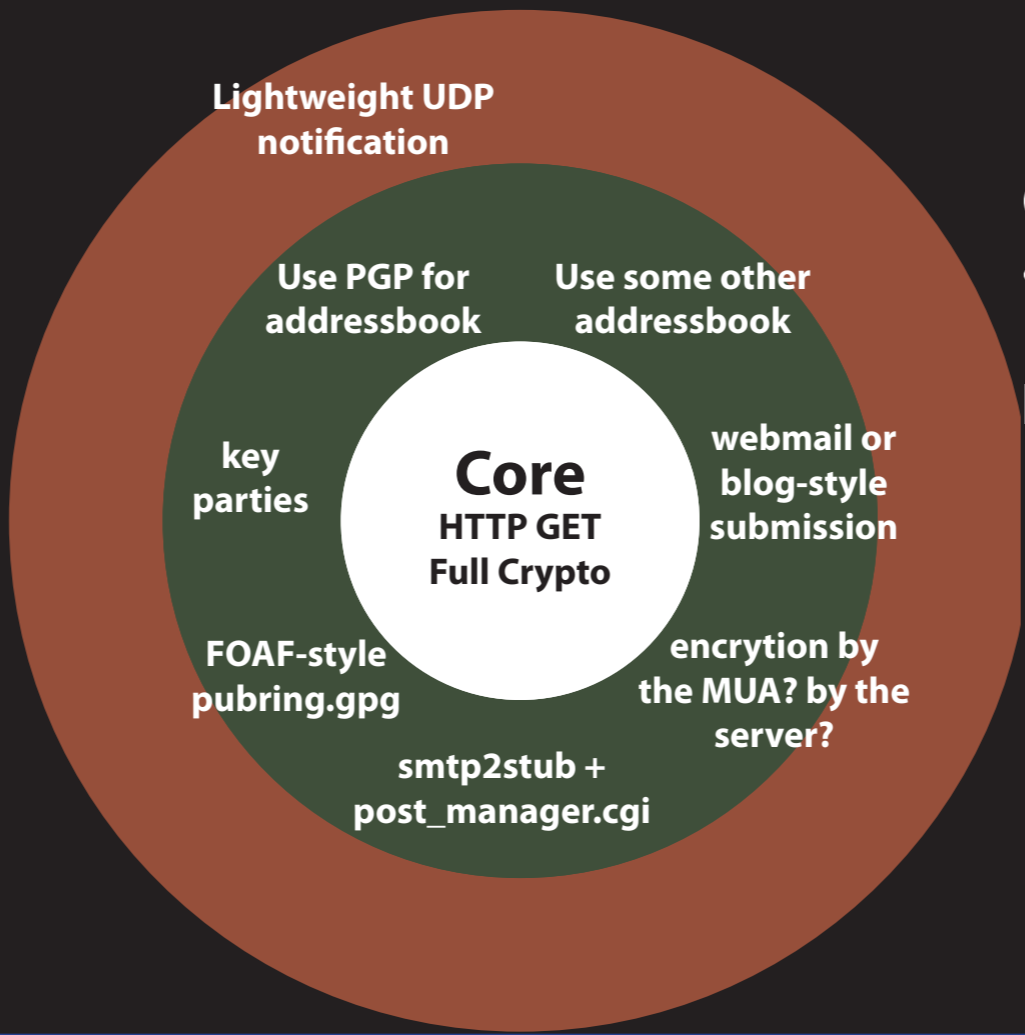 Lightweight UDP
notification
Use PGP for
addressbook
Use some other
addressbook
key
parties
Core
HTTP GET
Full Crypto
webmail or
blog-style
submission
FOAF-style
pubring.gpg
encrytion by
the MUA? by the
server?
smtp2stub +
post_manager.cgi